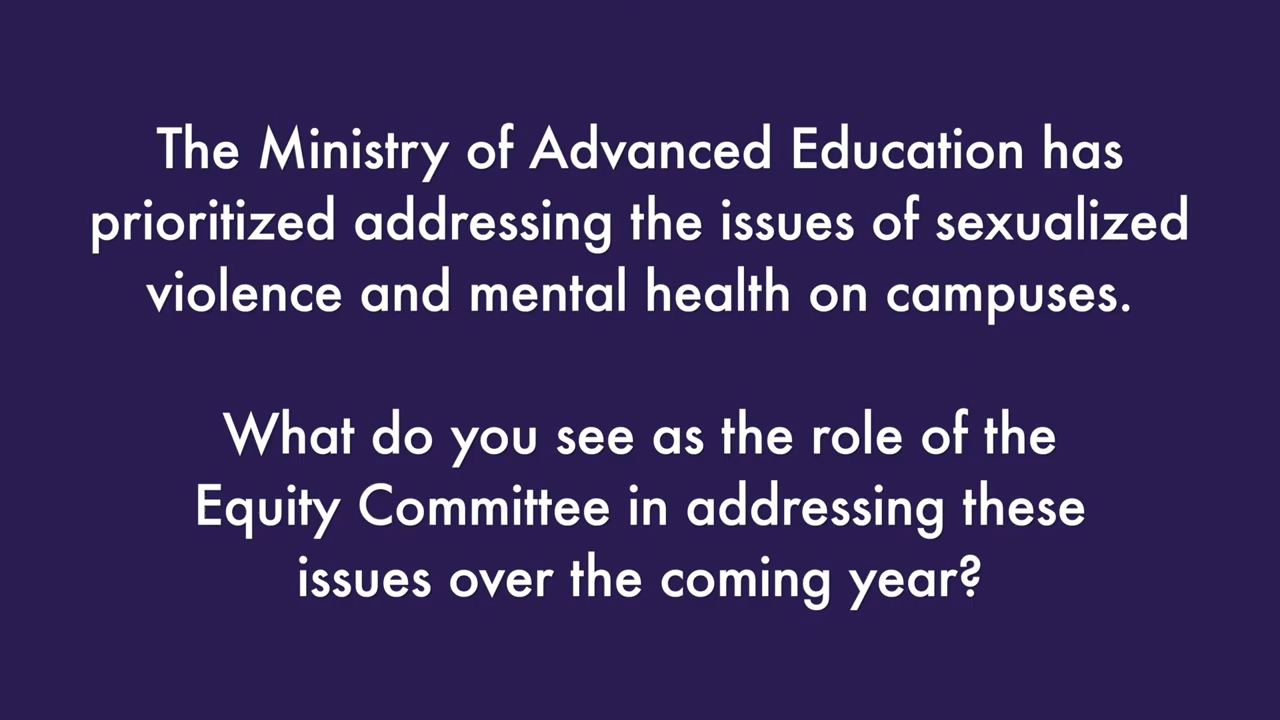 The Ministry of Advanced Education has
prioritized addressing the issues of sexualized
violence and mental health on campuses.
What do you see as the role of the
Equity Committee in addressing these
issues over the coming year?